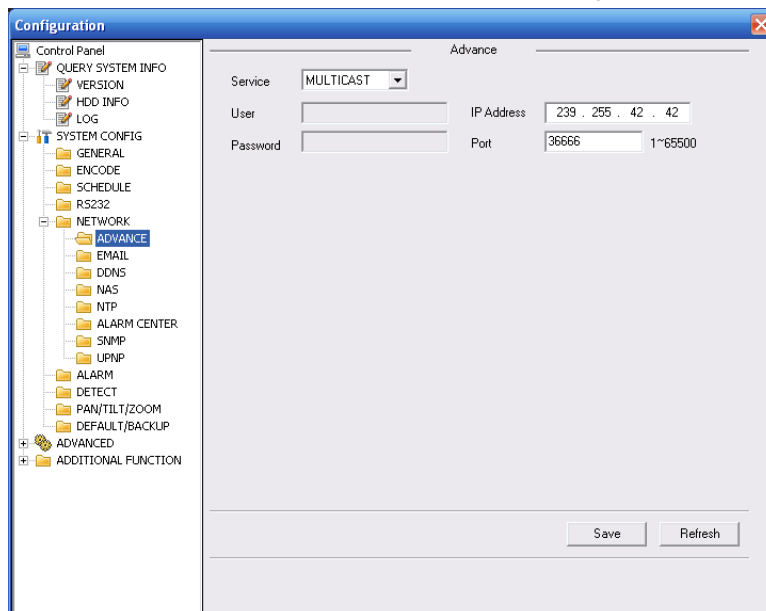 Configuration
Control Panel
QUERY SYSTEM INFO
VERSION
HDD INFO
LOG
SYSTEM CONFIG
GENERAL
ENCODE
SCHEDULE
RS232
NETWORK
ADVANCE
EMAIL
DDNS
NAS
NTP
ALARM CENTER
SNMP
UPNP
ALARM
DETECT
PAN/TILT/ZOOM
DEFAULT/BACKUP
ADVANCED
ADDITIONAL FUNCTION
Advance
Service MULTICAST
User IP Address 239 . 255 . 42 . 42
Password Port 36666 1~65500
Save Refresh